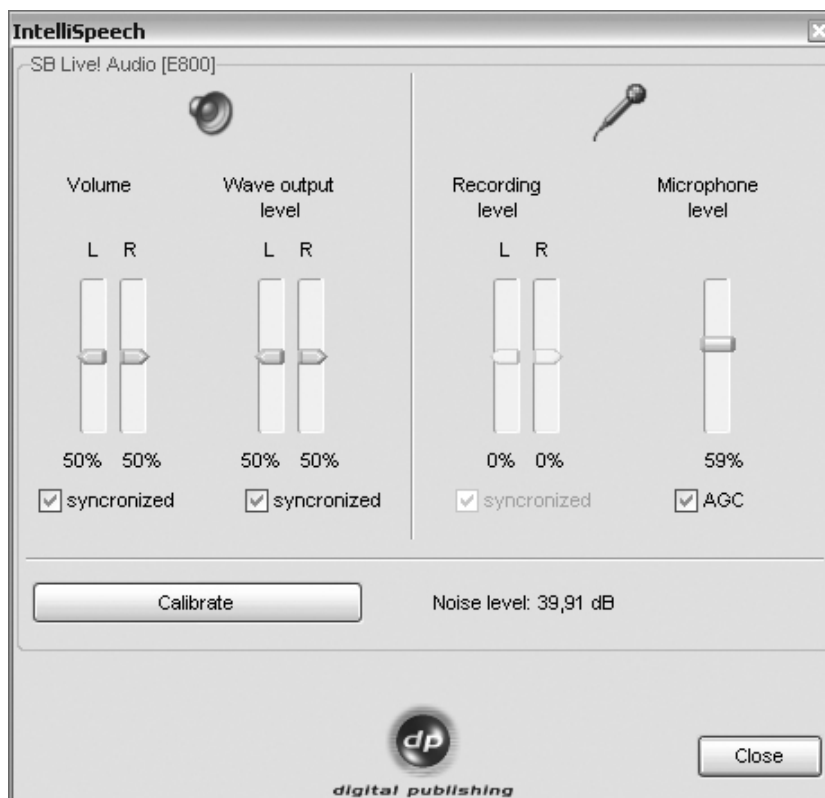 IntelliSpeech
SB Live! Audio [E800]
Volume
Wave output
level
L R
L R
50% 50%
50% 50%
syncronized
syncronized
Recording
level
Microphone
level
L R
0% 0%
59%
syncronized
AGC
Calibrate
Noise level: 39,91 dB
dp
digital publishing
Close